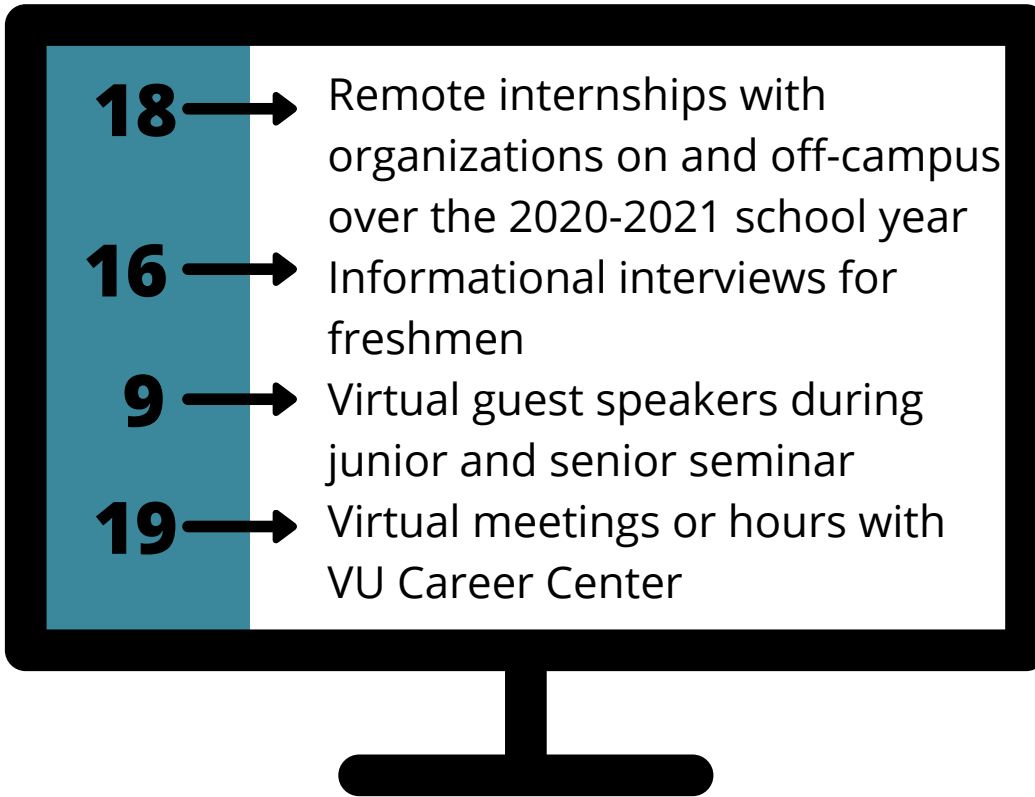 18 Remote internships with
organizations on and off-campus
over the 2020-2021 school year
16 Informational interviews for
freshmen
9 Virtual guest speakers during
junior and senior seminar
19 Virtual meetings or hours with
VU Career Center